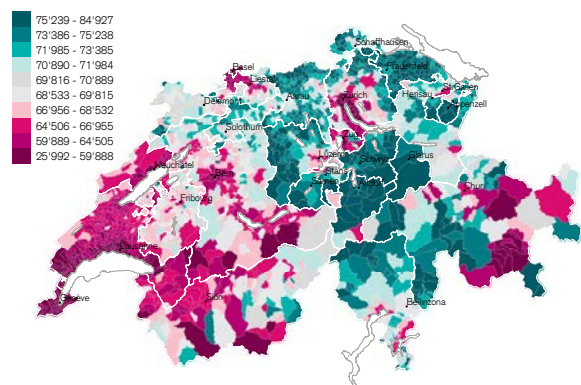 75'239 - 84'927
73'386 - 75'238
71'985 - 73'385
70'890 - 71'984
69'816 - 70'889
68'533 - 69'815
66'956 - 68'532
64'506 - 66'955
59'889 - 64'505
25'992 - 59'888
Schaffhausen
Basel
Liestal
Frauenfeld
St.Gallen
Delémont
Aarau
Zürich
Herisau
Appenzell
Solothurn
Zug
Neuchâtel
Luzern
Schwyz
Glarus
Bern
Stans
Sarnen
Altdorf
Chur
Fribourg
Lausanne
Genève
Sion
Bellinzona